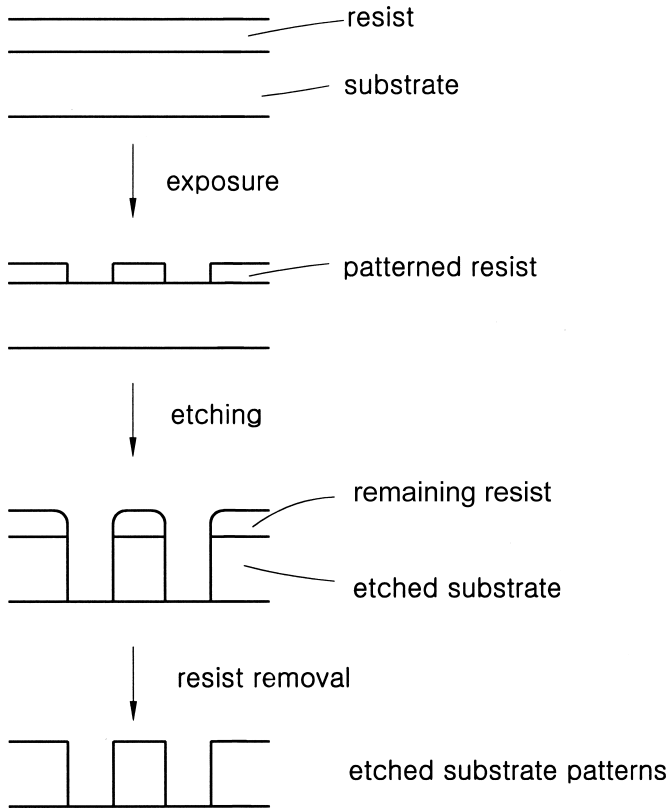 resist
substrate
exposure
patterned resist
etching
remaining resist
etched substrate
resist removal
etched substrate patterns